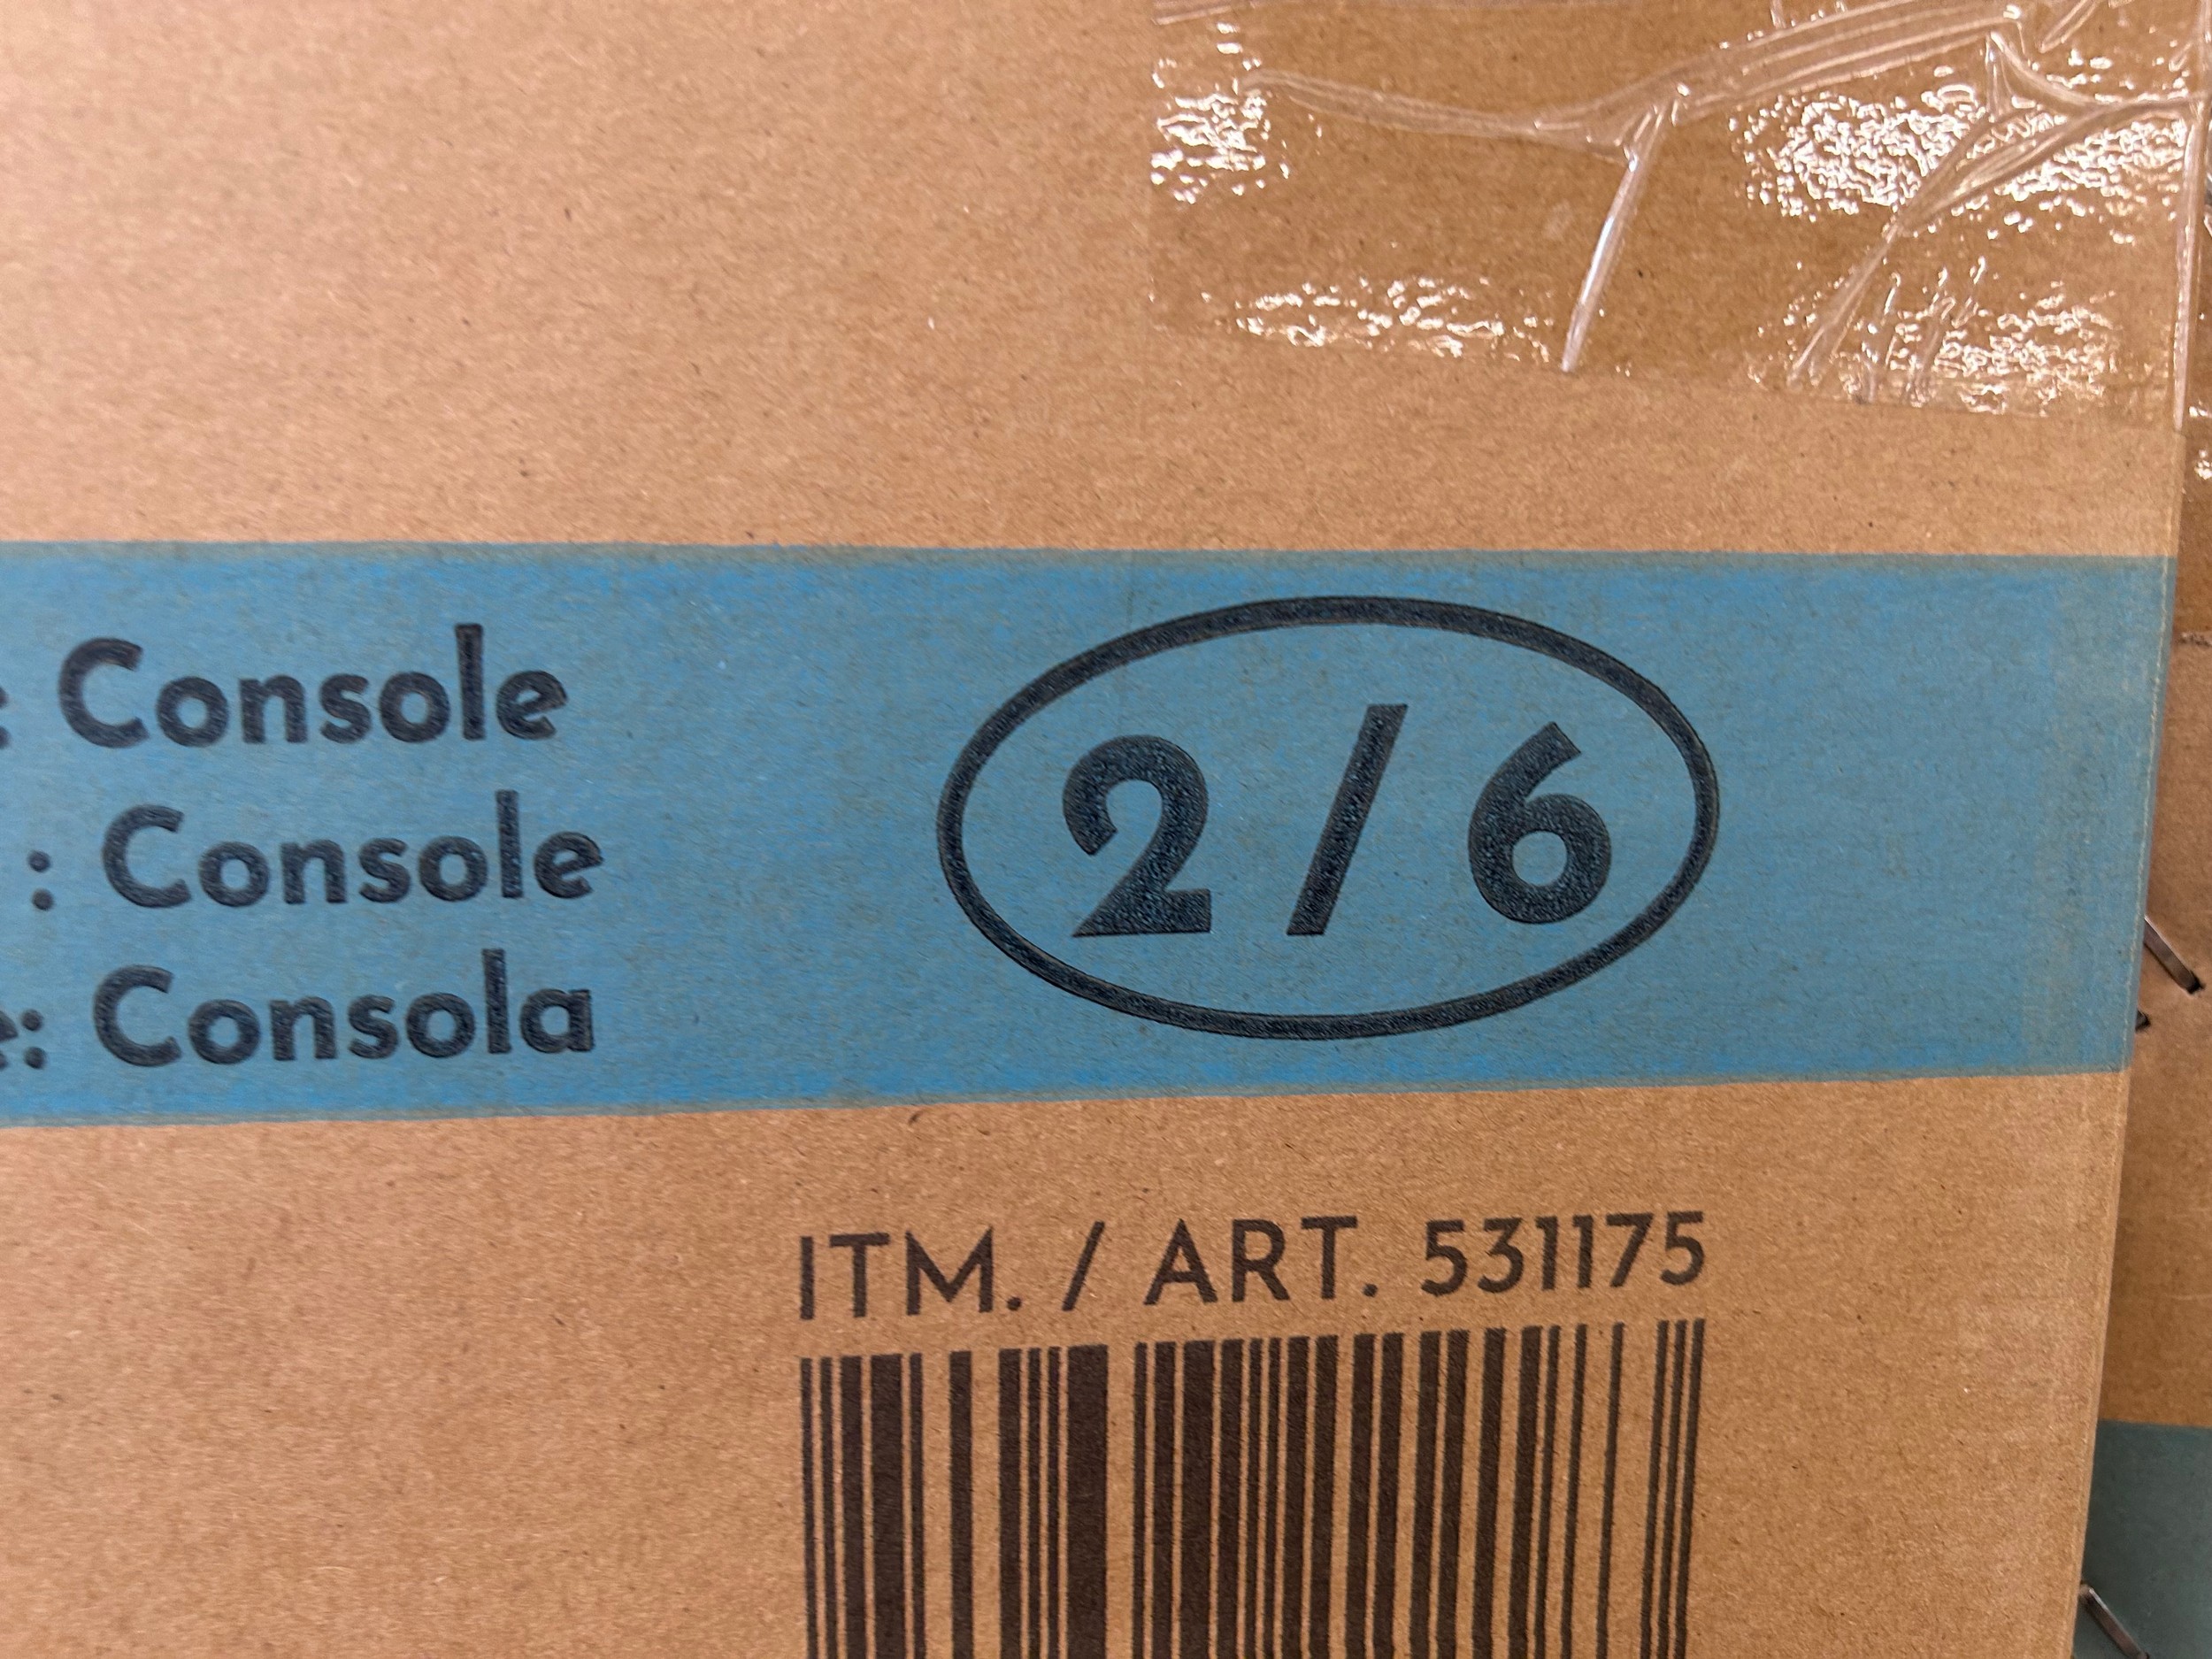 : Console
: Console
e: Consola
2/6
ITM. / ART. 531175